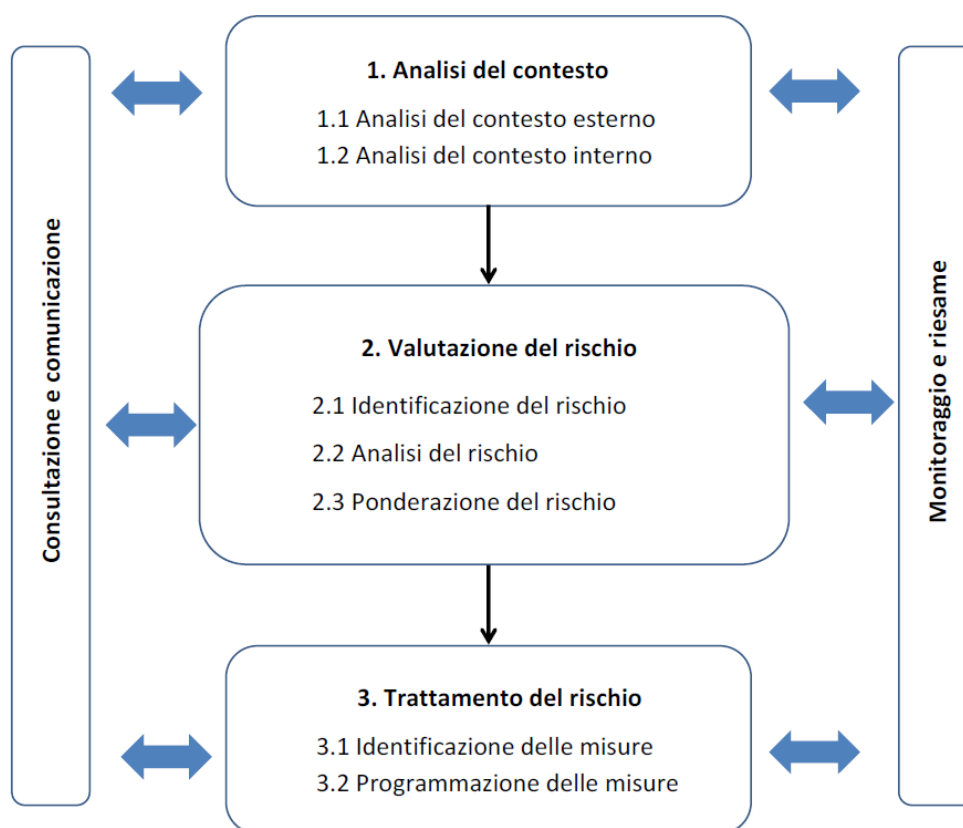 Consultazione e comunicazione
1. Analisi del contesto
1.1 Analisi del contesto esterno
1.2 Analisi del contesto interno
2. Valutazione del rischio
2.1 Identificazione del rischio
2.2 Analisi del rischio
2.3 Ponderazione del rischio
3. Trattamento del rischio
3.1 Identificazione delle misure
3.2 Programmazione delle misure
Monitoraggio e riesame